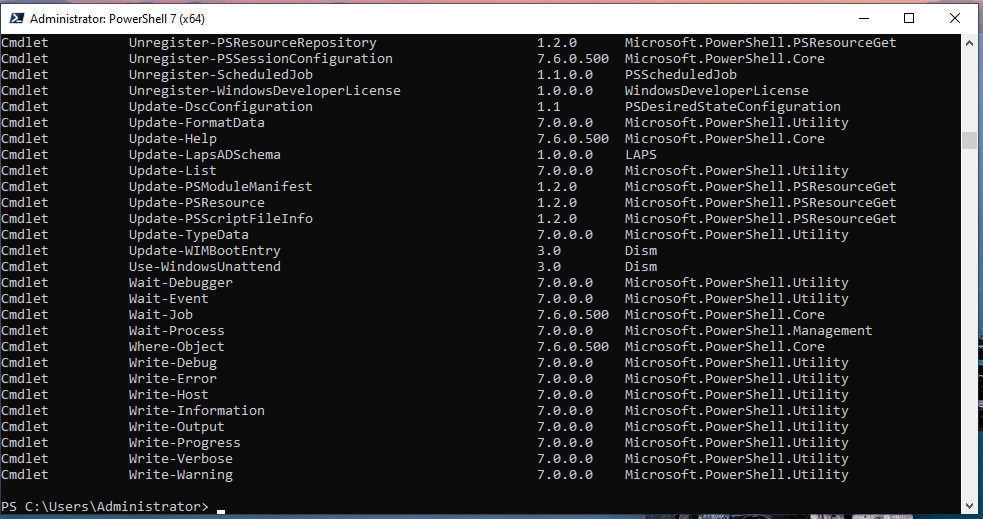 Administrator: PowerShell 7 (x64)
Cmdlet Unregister-PSResourceRepository 1.2.0 Microsoft.PowerShell.PSResourceGet
Cmdlet Unregister-PSSessionConfiguration 7.6.0.500 Microsoft.PowerShell.Core
Cmdlet Unregister-ScheduledJob 1.1.0.0 PSScheduledJob
Cmdlet Unregister-WindowsDeveloperLicense 1.0.0.0 WindowsDeveloperLicense
Cmdlet Update-DscConfiguration 1.1 PSDesiredStateConfiguration
Cmdlet Update-FormatData 7.0.0.0 Microsoft.PowerShell.Utility
Cmdlet Update-Help 7.6.0.500 Microsoft.PowerShell.Core
Cmdlet Update-LapsADSchema 1.0.0.0 LAPS
Cmdlet Update-List 7.0.0.0 Microsoft.PowerShell.Utility
Cmdlet Update-PSModuleManifest 1.2.0 Microsoft.PowerShell.PSResourceGet
Cmdlet Update-PSResource 1.2.0 Microsoft.PowerShell.PSResourceGet
Cmdlet Update-PSScriptFileInfo 1.2.0 Microsoft.PowerShell.PSResourceGet
Cmdlet Update-TypeData 7.0.0.0 Microsoft.PowerShell.Utility
Cmdlet Update-WIMBootEntry 3.0 Dism
Cmdlet Use-WindowsUnattend 3.0 Dism
Cmdlet Wait-Debugger 7.0.0.0 Microsoft.PowerShell.Utility
Cmdlet Wait-Event 7.0.0.0 Microsoft.PowerShell.Utility
Cmdlet Wait-Job 7.6.0.500 Microsoft.PowerShell.Core
Cmdlet Wait-Process 7.0.0.0 Microsoft.PowerShell.Management
Cmdlet Where-Object 7.6.0.500 Microsoft.PowerShell.Core
Cmdlet Write-Debug 7.0.0.0 Microsoft.PowerShell.Utility
Cmdlet Write-Error 7.0.0.0 Microsoft.PowerShell.Utility
Cmdlet Write-Host 7.0.0.0 Microsoft.PowerShell.Utility
Cmdlet Write-Information 7.0.0.0 Microsoft.PowerShell.Utility
Cmdlet Write-Output 7.0.0.0 Microsoft.PowerShell.Utility
Cmdlet Write-Progress 7.0.0.0 Microsoft.PowerShell.Utility
Cmdlet Write-Verbose 7.0.0.0 Microsoft.PowerShell.Utility
Cmdlet Write-Warning 7.0.0.0 Microsoft.PowerShell.Utility
PS C:\Users\Administrator>